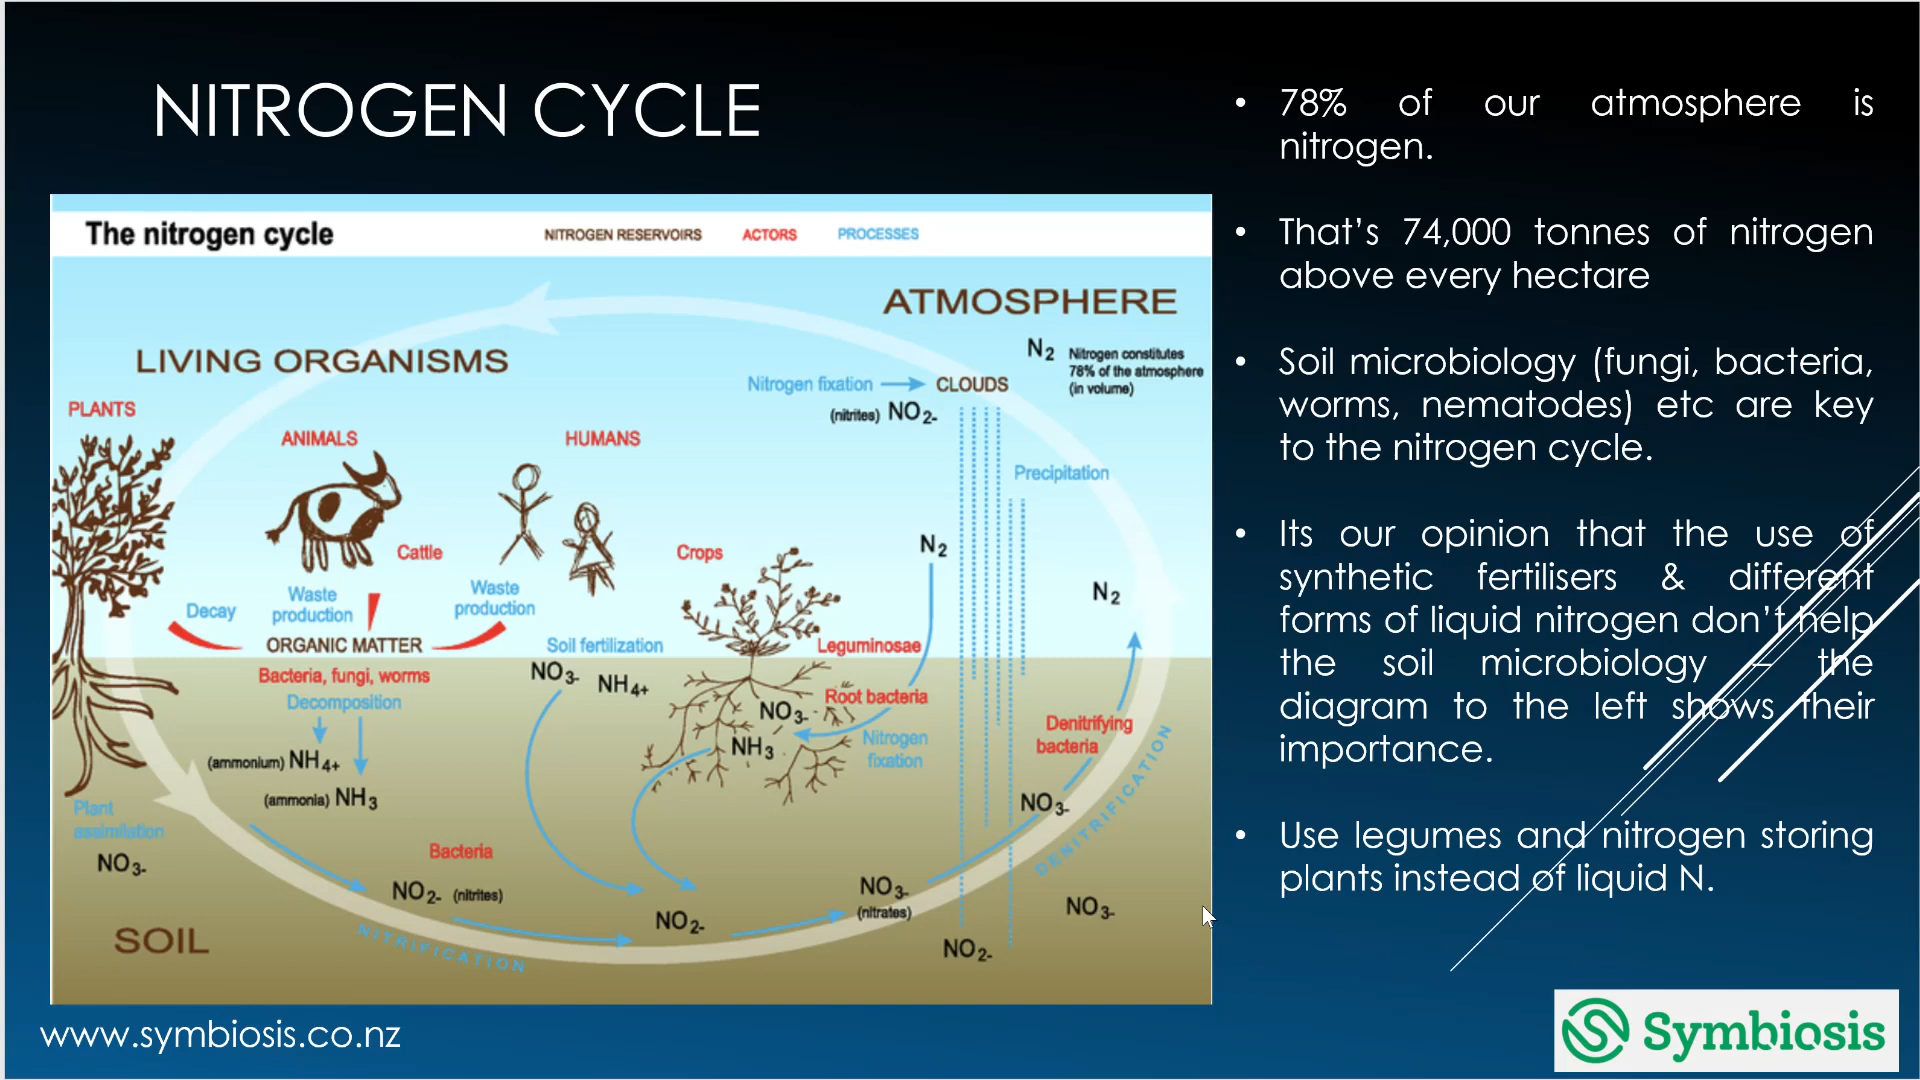 NITROGEN CYCLE
The nitrogen cycle
NITROGEN RESERVOIRS
ACTORS
PROCESSES
ATMOSPHERE
LIVING ORGANISMS
N2
Nitrogen constitutes
78% of the atmosphere
(in volume)
Nitrogen fixation
CLOUDS
(nitrites) NO2-
PLANTS
ANIMALS
HUMANS
Precipitation
Cattle
Crops
N2
N2
Decay
Waste
production
Waste
production
ORGANIC MATTER
Soil fertilization
Leguminosae
Bacteria, fungi, worms
NO3-
NH4+
Decomposition
Root bacteria
NO3-
NH3
Nitrogen
fixation
Denitrifying
bacteria
(ammonium) NH4+
(ammonia) NH3
Plant
assimilation
NO3-
NO3-
DENITRIFICATION
Bacteria
NO2- (nitrites)
NO3-
(nitrates)
NO3-
NO2-
NO2-
SOIL
NITRIFICATION
• 78% of our atmosphere is
nitrogen.
• That's 74,000 tonnes of nitrogen
above every hectare
• Soil microbiology (fungi, bacteria,
worms, nematodes) etc are key
to the nitrogen cycle.
• Its our opinion that the use of
synthetic fertilisers & different
forms of liquid nitrogen don't help
the soil microbiology – the
diagram to the left shows their
importance.
• Use legumes and nitrogen storing
plants instead of liquid N.
www.symbiosis.co.nz
Symbiosis